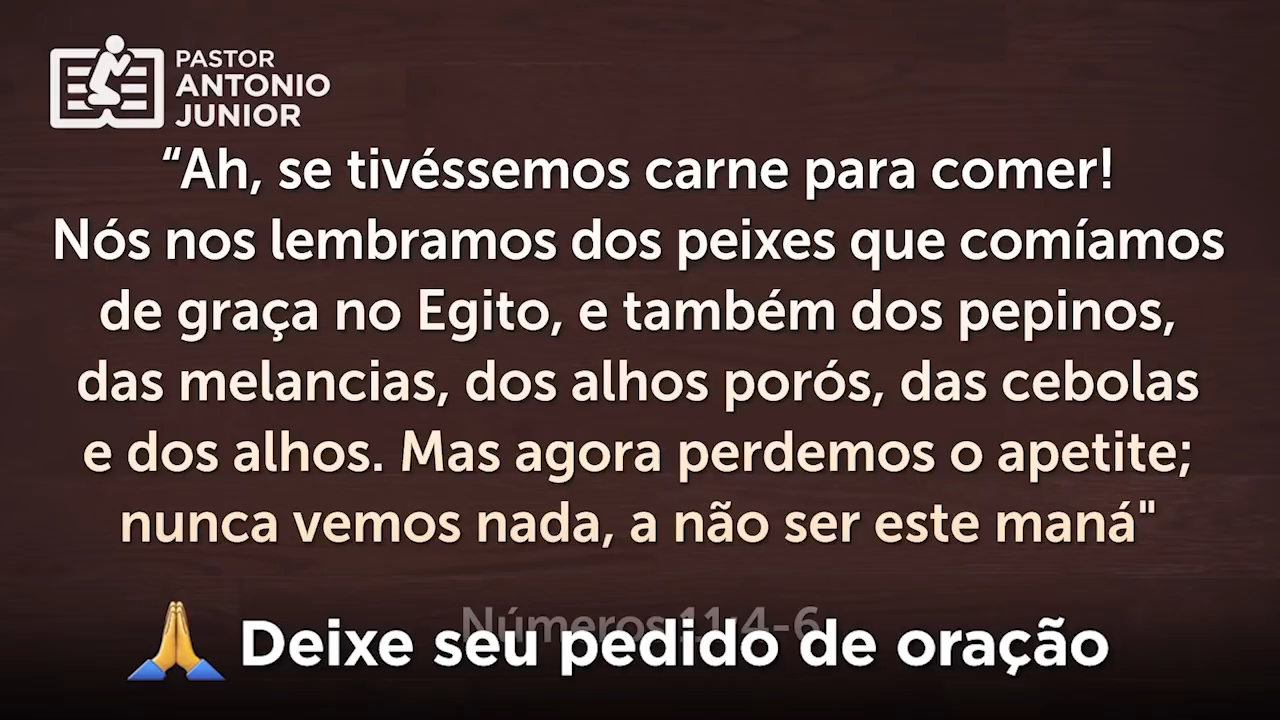 PASTOR
ANTONIO
JUNIOR
“Ah, se tivéssemos carne para comer!
Nós nos lembramos dos peixes que comíamos
de graça no Egito, e também dos pepinos,
das melancias, dos alhos porós, das cebolas
e dos alhos. Mas agora perdemos o apetite;
nunca vemos nada, a não ser este maná"
Números 11:4-6
🙏 Deixe seu pedido de oração